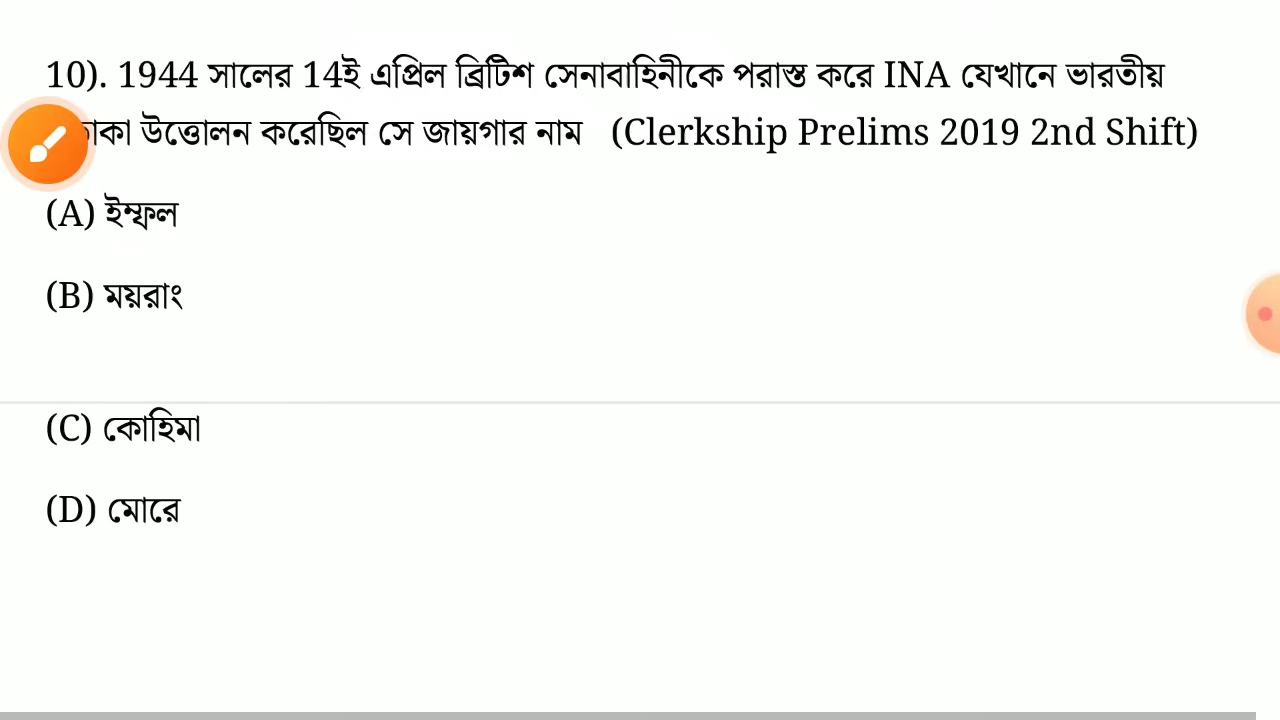 10). 1944 সালের 14ই এপ্রিল ব্রিটিশ সেনাবাহিনীকে পরাস্ত করে INA যেখানে ভারতীয়
উত্তোলন করেছিল সে জায়গার নাম (Clerkship Prelims 2019 2nd Shift)
(A) ইম্ফল
(B) ময়রাং
(C) কোহিমা
(D) মোরে